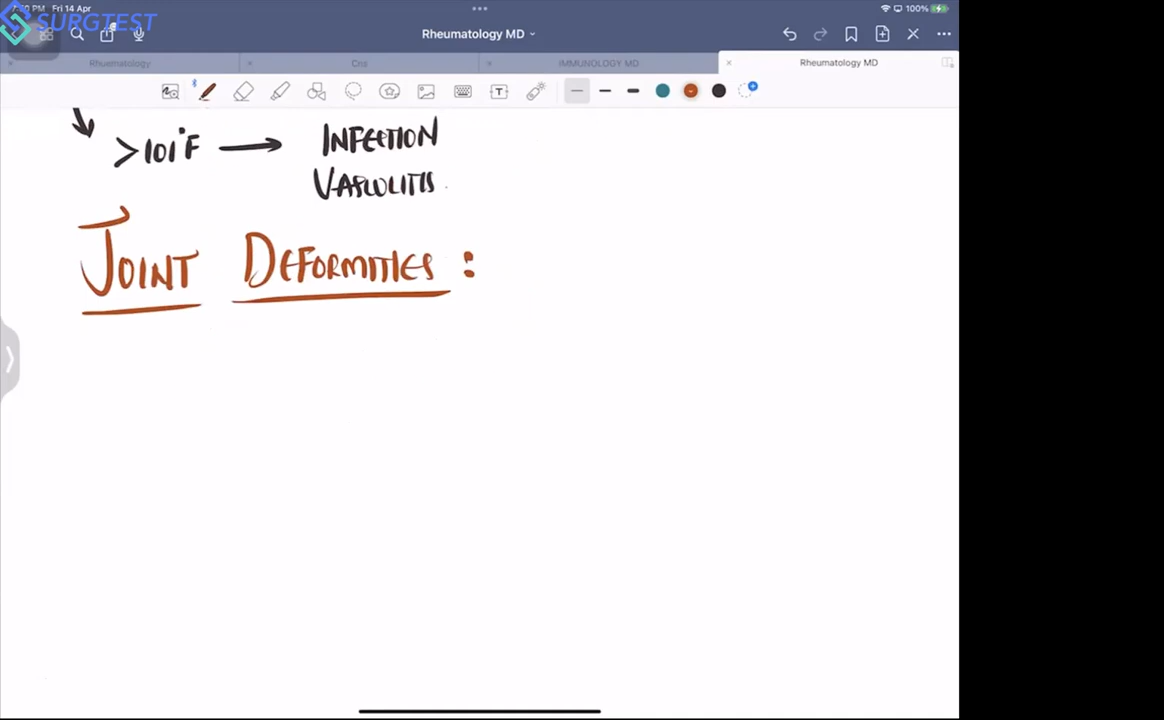 Fri 14 Apr
100%
SURGTEST
Rheumatology MD
Rhuematology
Cns
IMMUNOLOGY MD
Rheumatology MD
>101°F → INFECTION
VASCULITIS
JOINT DEFORMITIES :